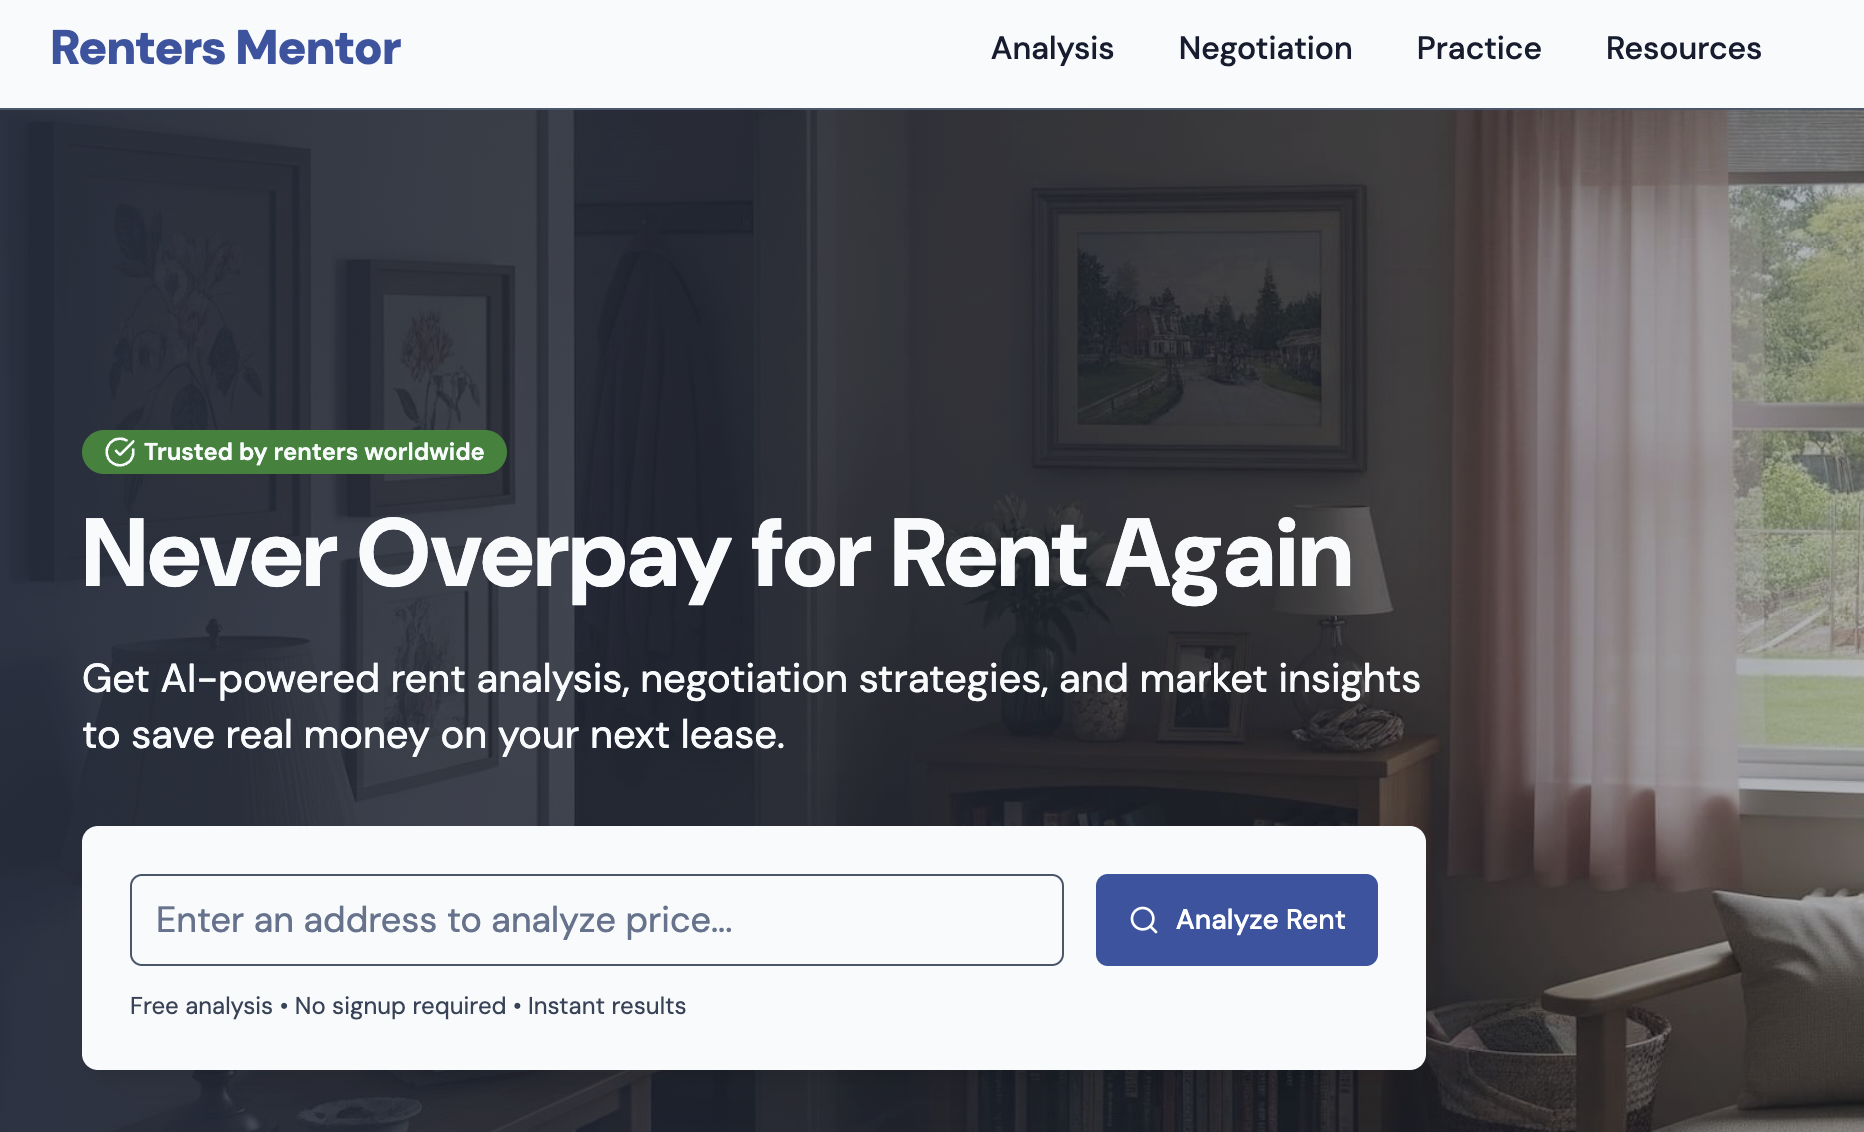 Renters Mentor
Analysis
Negotiation
Practice
Resources
Trusted by renters worldwide
Never Overpay for Rent Again
Get AI-powered rent analysis, negotiation strategies, and market insights
to save real money on your next lease.
Enter an address to analyze price...
Analyze Rent
Free analysis • No signup required • Instant results